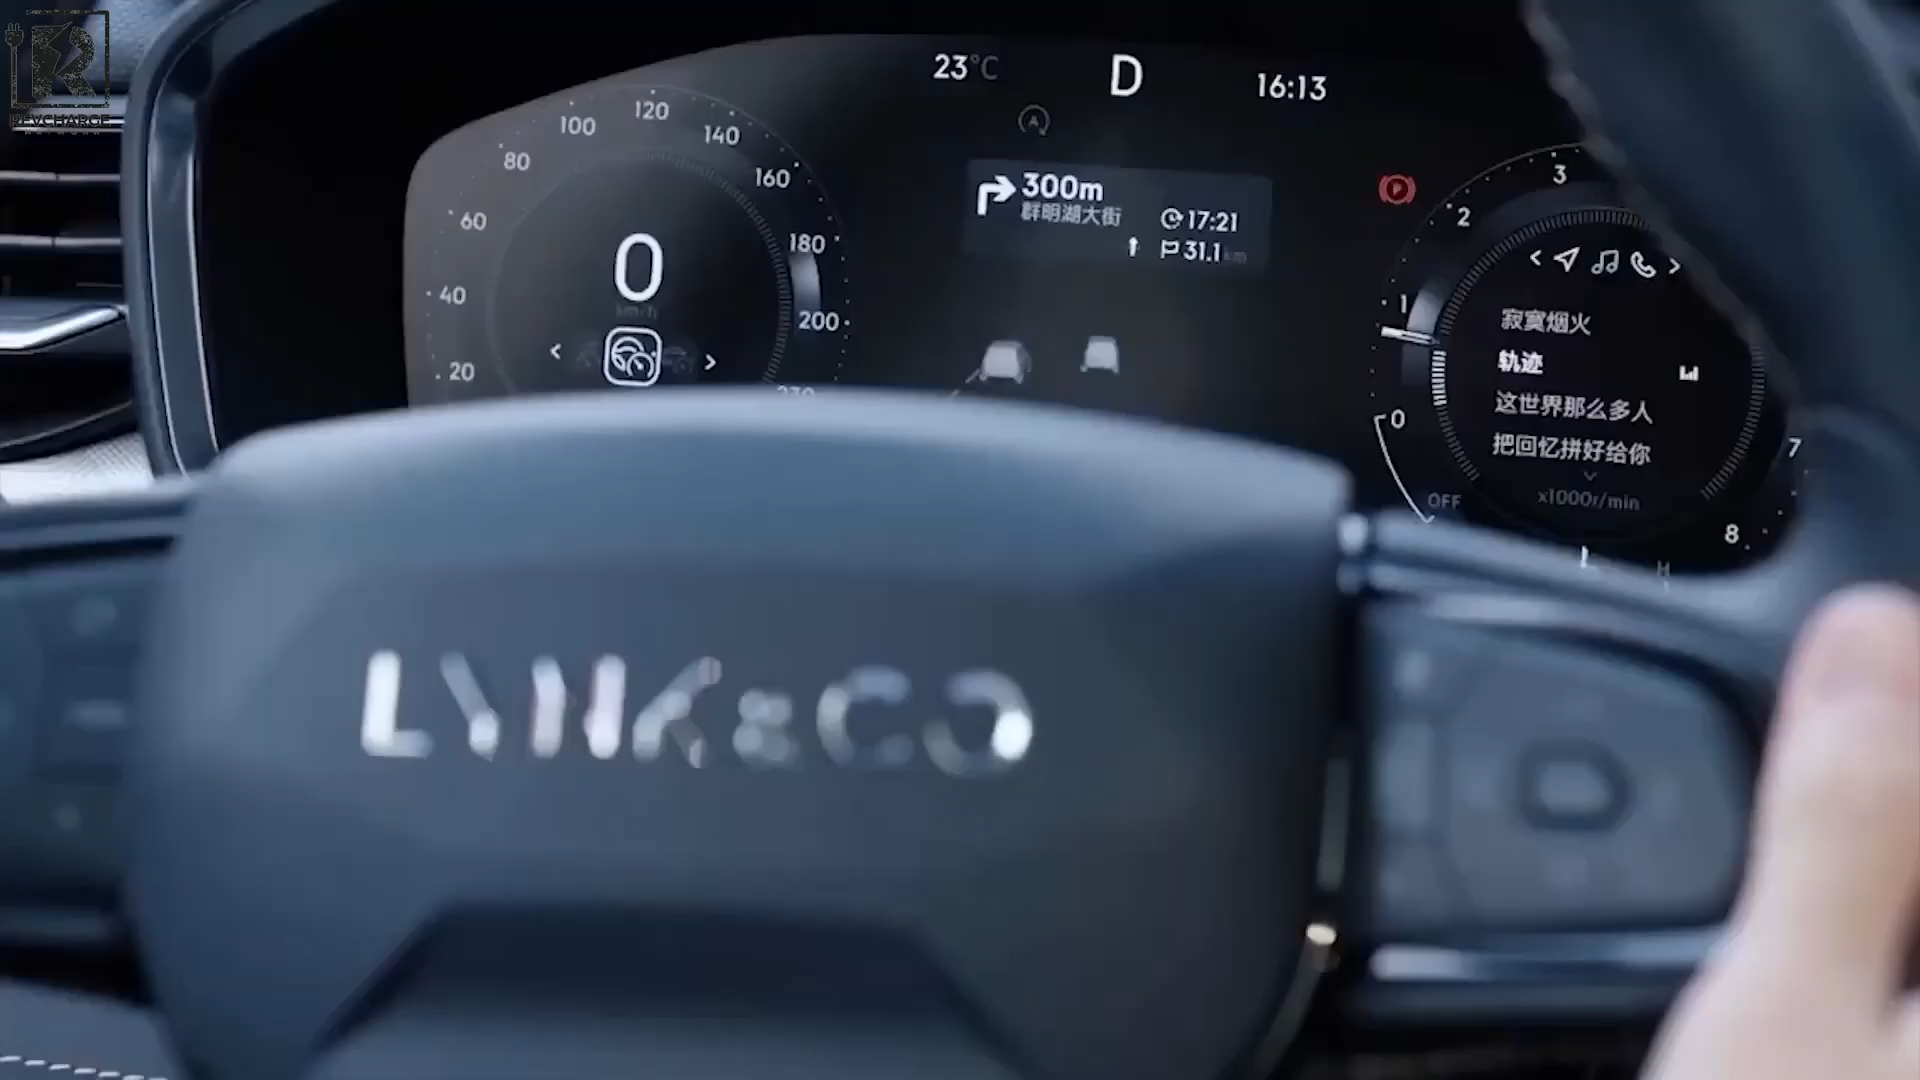 REVCHARGE
NETWORK
23°C
D
16:13
A
300m
群明湖大街
17:21
31.1 km
20
40
60
80
100
120
140
160
180
200
0
km/h
P
0
1
2
3
7
8
寂寞烟火
轨迹
这世界那么多人
把回忆拼好给你
x1000r/min
OFF
L
H
LYNK&CO